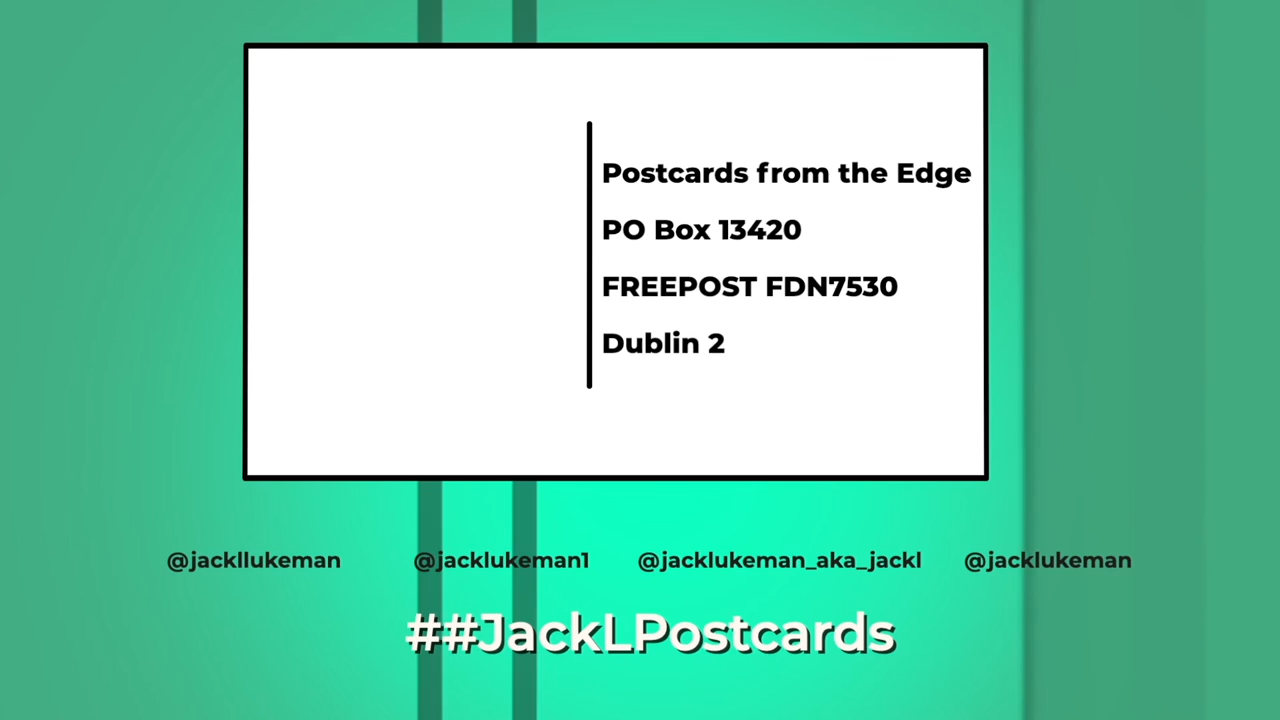 Postcards from the Edge
PO Box 13420
FREEPOST FDN7530
Dublin 2
@jackllukeman @jacklukeman1 @jacklukeman_aka_jackl @jacklukeman
##JackLPostcards